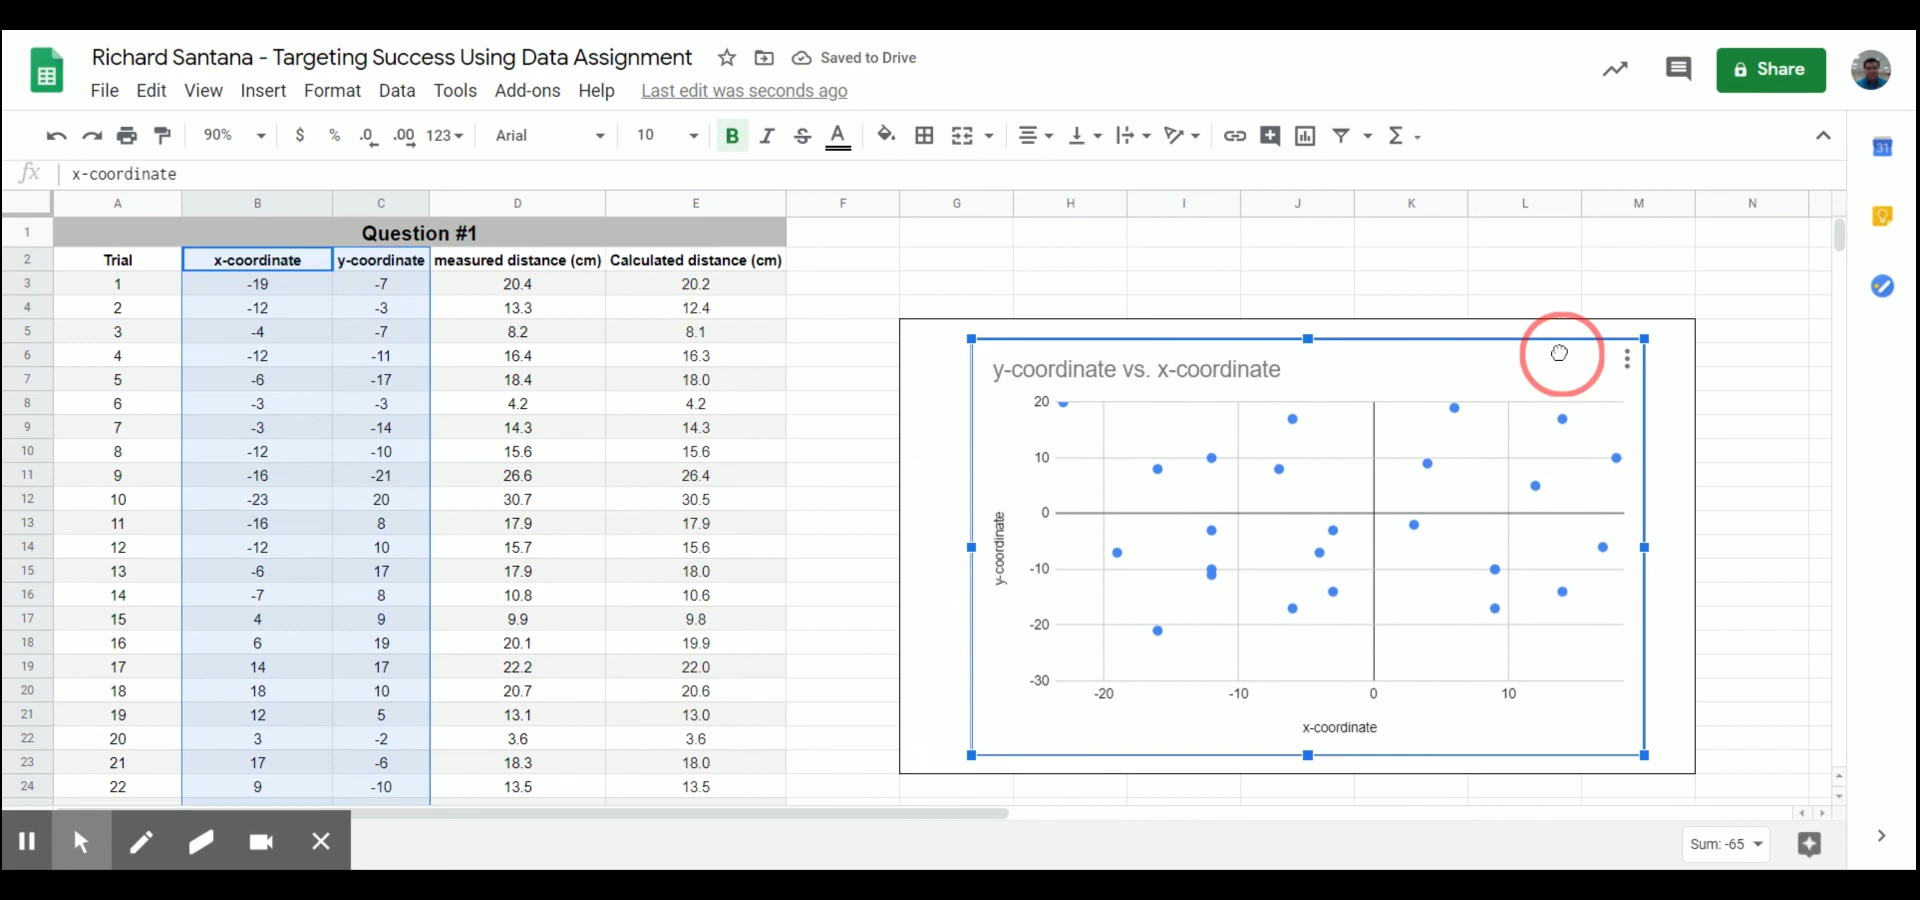 Richard Santana - Targeting Success Using Data Assignment Saved to Drive
File Edit View Insert Format Data Tools Add-ons Help Last edit was seconds ago
Share
90% $ % .0 .00 123 Arial 10 B I S A
31
fx x-coordinate
A B C D E F G H I J K L M N
1 Question #1
2 Trial x-coordinate y-coordinate measured distance (cm) Calculated distance (cm)
3 1 -19 -7 20.4 20.2
4 2 -12 -3 13.3 12.4
5 3 -4 -7 8.2 8.1
6 4 -12 -11 16.4 16.3
7 5 -6 -17 18.4 18.0
8 6 -3 -3 4.2 4.2
9 7 -3 -14 14.3 14.3
10 8 -12 -10 15.6 15.6
11 9 -16 -21 26.6 26.4
12 10 -23 20 30.7 30.5
13 11 -16 8 17.9 17.9
14 12 -12 10 15.7 15.6
15 13 -6 17 17.9 18.0
16 14 -7 8 10.8 10.6
17 15 4 9 9.9 9.8
18 16 6 19 20.1 19.9
19 17 14 17 22.2 22.0
20 18 18 10 20.7 20.6
21 19 12 5 13.1 13.0
22 20 3 -2 3.6 3.6
23 21 17 -6 18.3 18.0
24 22 9 -10 13.5 13.5
y-coordinate vs. x-coordinate
20
10
0
-10
-20
-30
y-coordinate
-20 -10 0 10
x-coordinate
Sum: -65